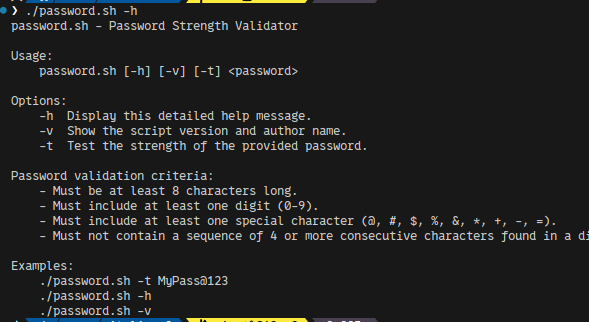 ❯ ./password.sh -h
password.sh - Password Strength Validator
Usage:
password.sh [-h] [-v] [-t] <password>
Options:
-h Display this detailed help message.
-v Show the script version and author name.
-t Test the strength of the provided password.
Password validation criteria:
- Must be at least 8 characters long.
- Must include at least one digit (0-9).
- Must include at least one special character (@, #, $, %, &, *, +, -, =).
- Must not contain a sequence of 4 or more consecutive characters found in a di
Examples:
./password.sh -t MyPass@123
./password.sh -h
./password.sh -v